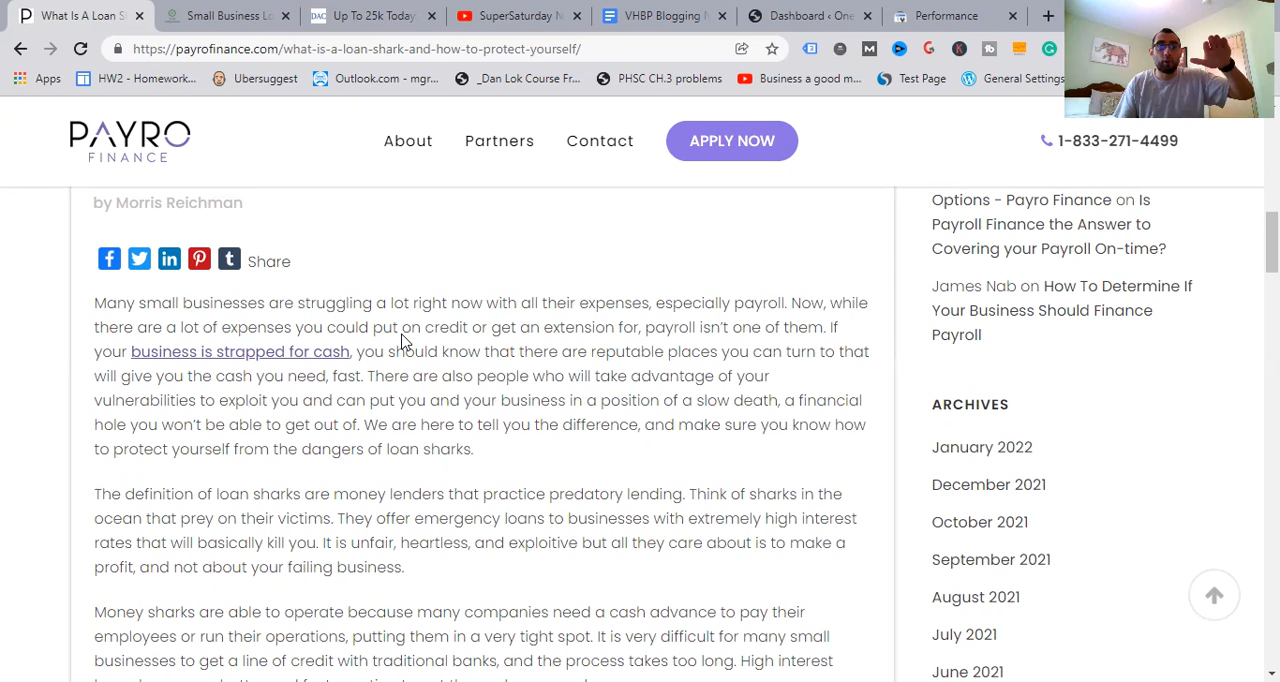 What Is A Loan S
Small Business Lo
Up To 25k Today
SuperSaturday N
VHBP Blogging N
Dashboard ‹ One
Performance
https://payrofinance.com/what-is-a-loan-shark-and-how-to-protect-yourself/
Apps
HW2 - Homework...
Ubersuggest
Outlook.com - mgr...
_Dan Lok Course Fr...
PHSC CH.3 problems
Business a good m...
Test Page
General Settings
PAYRO
FINANCE
About
Partners
Contact
APPLY NOW
1-833-271-4499
by Morris Reichman
Share
Many small businesses are struggling a lot right now with all their expenses, especially payroll. Now, while
there are a lot of expenses you could put on credit or get an extension for, payroll isn't one of them. If
your business is strapped for cash, you should know that there are reputable places you can turn to that
will give you the cash you need, fast. There are also people who will take advantage of your
vulnerabilities to exploit you and can put you and your business in a position of a slow death, a financial
hole you won't be able to get out of. We are here to tell you the difference, and make sure you know how
to protect yourself from the dangers of loan sharks.
The definition of loan sharks are money lenders that practice predatory lending. Think of sharks in the
ocean that prey on their victims. They offer emergency loans to businesses with extremely high interest
rates that will basically kill you. It is unfair, heartless, and exploitive but all they care about is to make a
profit, and not about your failing business.
Money sharks are able to operate because many companies need a cash advance to pay their
employees or run their operations, putting them in a very tight spot. It is very difficult for many small
businesses to get a line of credit with traditional banks, and the process takes too long. High interest
Options - Payro Finance on Is
Payroll Finance the Answer to
Covering your Payroll On-time?
James Nab on How To Determine If
Your Business Should Finance
Payroll
ARCHIVES
January 2022
December 2021
October 2021
September 2021
August 2021
July 2021
June 2021